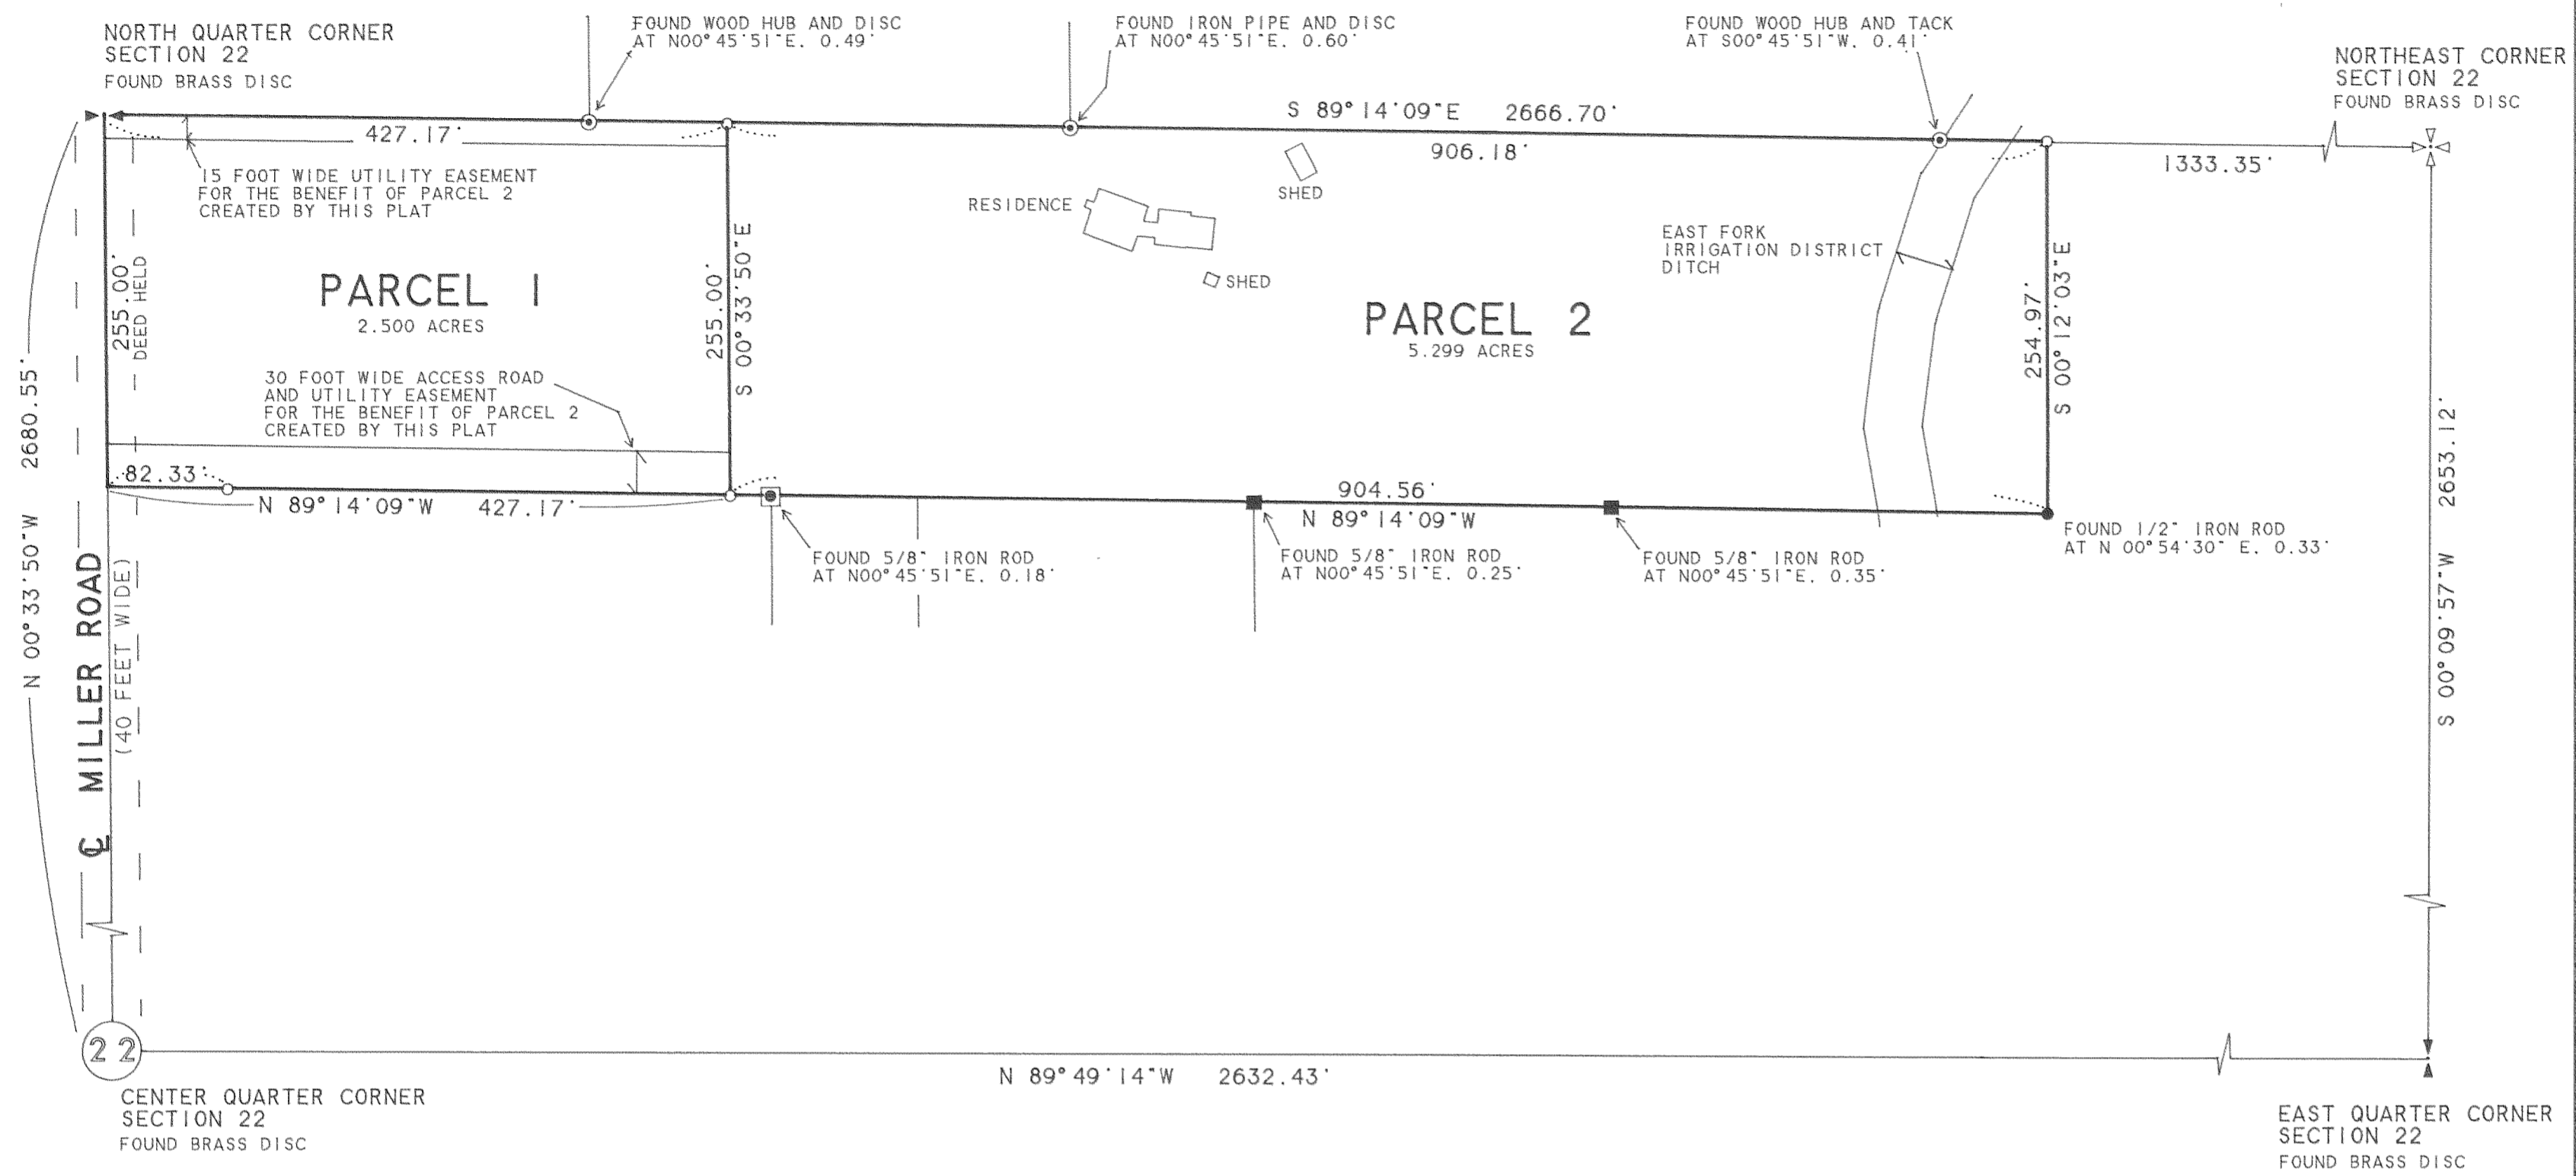 NORTH QUARTER CORNER
SECTION 22
FOUND BRASS DISC
FOUND WOOD HUB AND DISC
AT N00°45'51"E, 0.49'
FOUND IRON PIPE AND DISC
AT N00°45'51"E, 0.60'
FOUND WOOD HUB AND TACK
AT S00°45'51"W, 0.41'
NORTHEAST CORNER
SECTION 22
FOUND BRASS DISC
S 89°14'09"E 2666.70'
427.17'
906.18'
1333.35'
15 FOOT WIDE UTILITY EASEMENT
FOR THE BENEFIT OF PARCEL 2
CREATED BY THIS PLAT
RESIDENCE
SHED
SHED
EAST FORK
IRRIGATION DISTRICT
DITCH
255.00'
DEED HELD
PARCEL 1
2.500 ACRES
255.00'
S 00°33'50"E
PARCEL 2
5.299 ACRES
254.97'
S 00°12'03"E
30 FOOT WIDE ACCESS ROAD
AND UTILITY EASEMENT
FOR THE BENEFIT OF PARCEL 2
CREATED BY THIS PLAT
82.33'
N 89°14'09"W 427.17'
904.56'
N 89°14'09"W
FOUND 5/8" IRON ROD
AT N00°45'51"E, 0.18'
FOUND 5/8" IRON ROD
AT N00°45'51"E, 0.25'
FOUND 5/8" IRON ROD
AT N00°45'51"E, 0.35'
FOUND 1/2" IRON ROD
AT N 00°54'30" E, 0.33'
N 00°33'50"W 2680.55'
℄ MILLER ROAD
(40 FEET WIDE)
S 00°09'57"W 2653.12'
22
N 89°49'14"W 2632.43'
CENTER QUARTER CORNER
SECTION 22
FOUND BRASS DISC
EAST QUARTER CORNER
SECTION 22
FOUND BRASS DISC